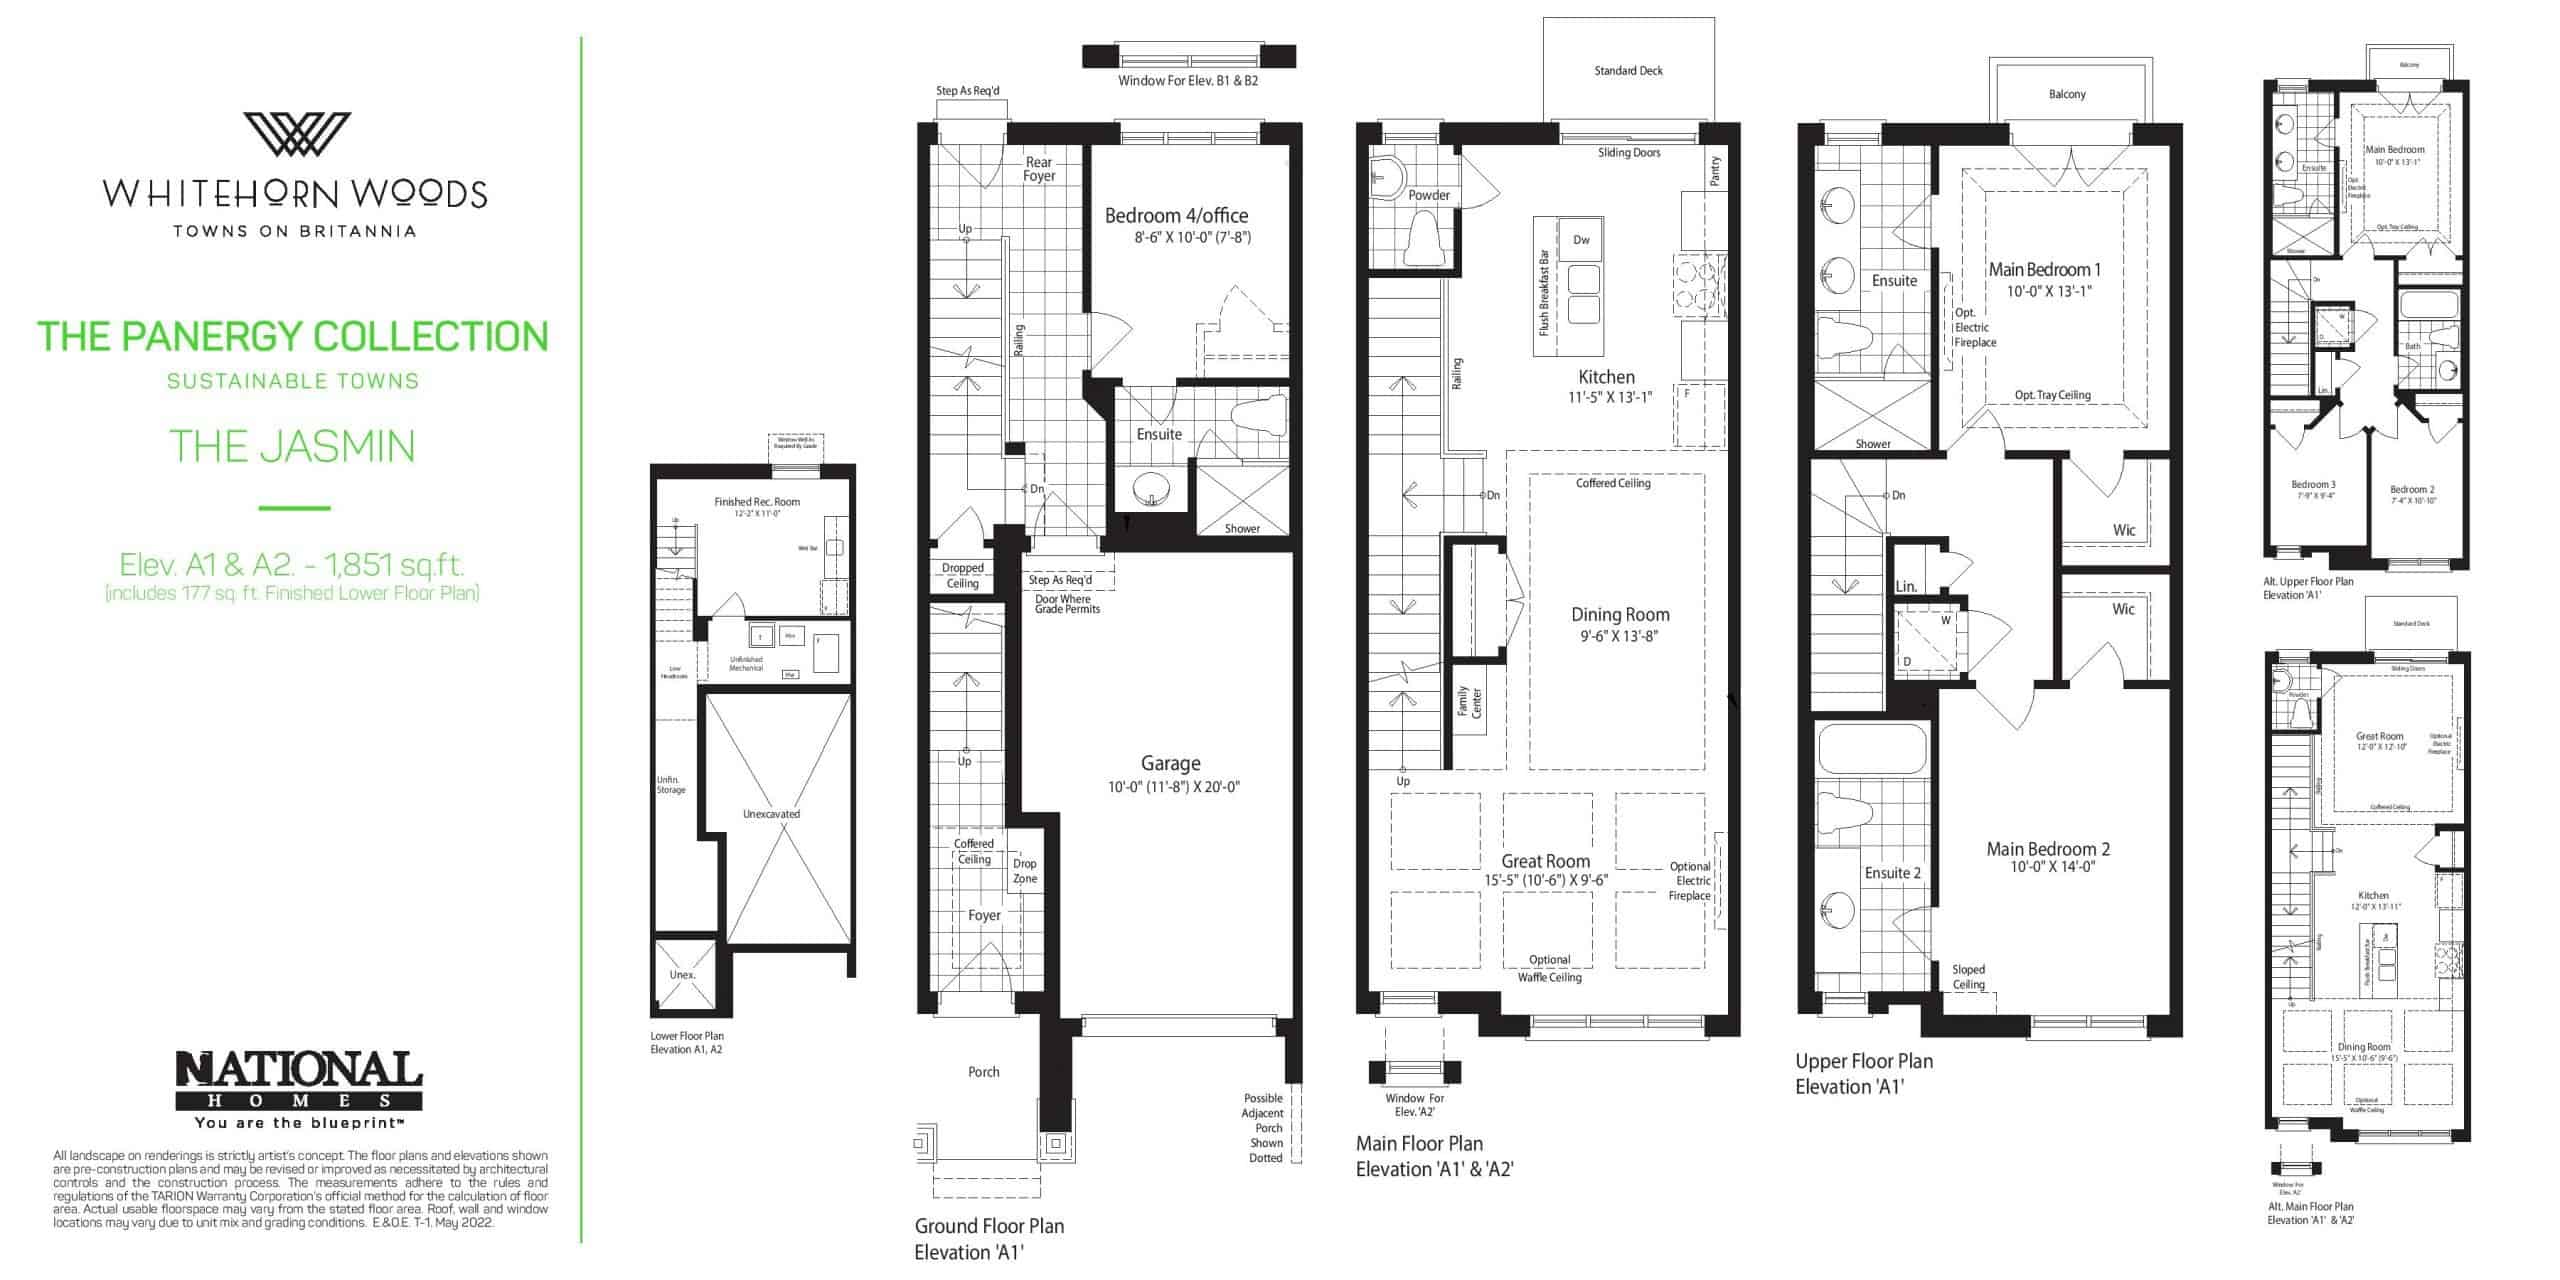 WHITEHORN WOODS
TOWNS ON BRITANNIA
THE PANERGY COLLECTION
SUSTAINABLE TOWNS
THE JASMIN
Elev. A1 & A2. - 1,851 sq.ft.
(includes 177 sq. ft. Finished Lower Floor Plan)
NATIONAL
HOMES
You are the blueprint™
All landscape on renderings is strictly artist's concept. The floor plans and elevations shown
are pre-construction plans and may be revised or improved as necessitated by architectural
controls and the construction process. The measurements adhere to the rules and
regulations of the TARION Warranty Corporation's official method for the calculation of floor
area. Actual usable floorspace may vary from the stated floor area. Roof, wall and window
locations may vary due to unit mix and grading conditions. E.&O.E. T-1. May 2022.
Window Well As
Required By Grade
Finished Rec. Room
12'-2" X 11'-0"
Up
Wet Bar
F
Unfinished
Mechanical
Low
Headroom
Unfin.
Storage
Unexcavated
Unex.
Lower Floor Plan
Elevation A1, A2
Window For Elev. B1 & B2
Step As Req'd
Rear
Foyer
Up
Bedroom 4/office
8'-6" X 10'-0" (7'-8")
Railing
Ensuite
Dn
Shower
Dropped
Ceiling
Step As Req'd
Door Where
Grade Permits
Up
Garage
10'-0" (11'-8") X 20'-0"
Coffered
Ceiling
Drop
Zone
Foyer
Porch
Possible
Adjacent
Porch
Shown
Dotted
Ground Floor Plan
Elevation 'A1'
Standard Deck
Sliding Doors
Pantry
Powder
Dw
Flush Breakfast Bar
Railing
Kitchen
11'-5" X 13'-1"
F
Coffered Ceiling
Dn
Dining Room
9'-6" X 13'-8"
Family
Center
Up
Great Room
15'-5" (10'-6") X 9'-6"
Optional
Electric
Fireplace
Optional
Waffle Ceiling
Window For
Elev. 'A2'
Main Floor Plan
Elevation 'A1' & 'A2'
Balcony
Main Bedroom 1
10'-0" X 13'-1"
Ensuite
Opt.
Electric
Fireplace
Opt. Tray Ceiling
Shower
Dn
Wic
Lin.
Wic
W
D
Main Bedroom 2
10'-0" X 14'-0"
Ensuite 2
Sloped
Ceiling
Upper Floor Plan
Elevation 'A1'
Balcony
Main Bedroom
10'-0" X 13'-1"
Ensuite
Opt.
Electric
Fireplace
Opt. Tray Ceiling
Shower
Dn
W
D
Bath
Lin.
Bedroom 3
7'-9" X 9'-4"
Bedroom 2
7'-4" X 10'-10"
Alt. Upper Floor Plan
Elevation 'A1'
Standard Deck
Sliding Doors
Powder
Great Room
12'-0" X 12'-10"
Optional
Electric
Fireplace
Railing
Coffered Ceiling
Dn
Kitchen
12'-0" X 13'-11"
F
Railing
Dw
Flush Breakfast Bar
Up
Dining Room
15'-5" X 10'-6" (9'-6")
Optional
Waffle Ceiling
Window For
Elev. 'A2'
Alt. Main Floor Plan
Elevation 'A1' & 'A2'